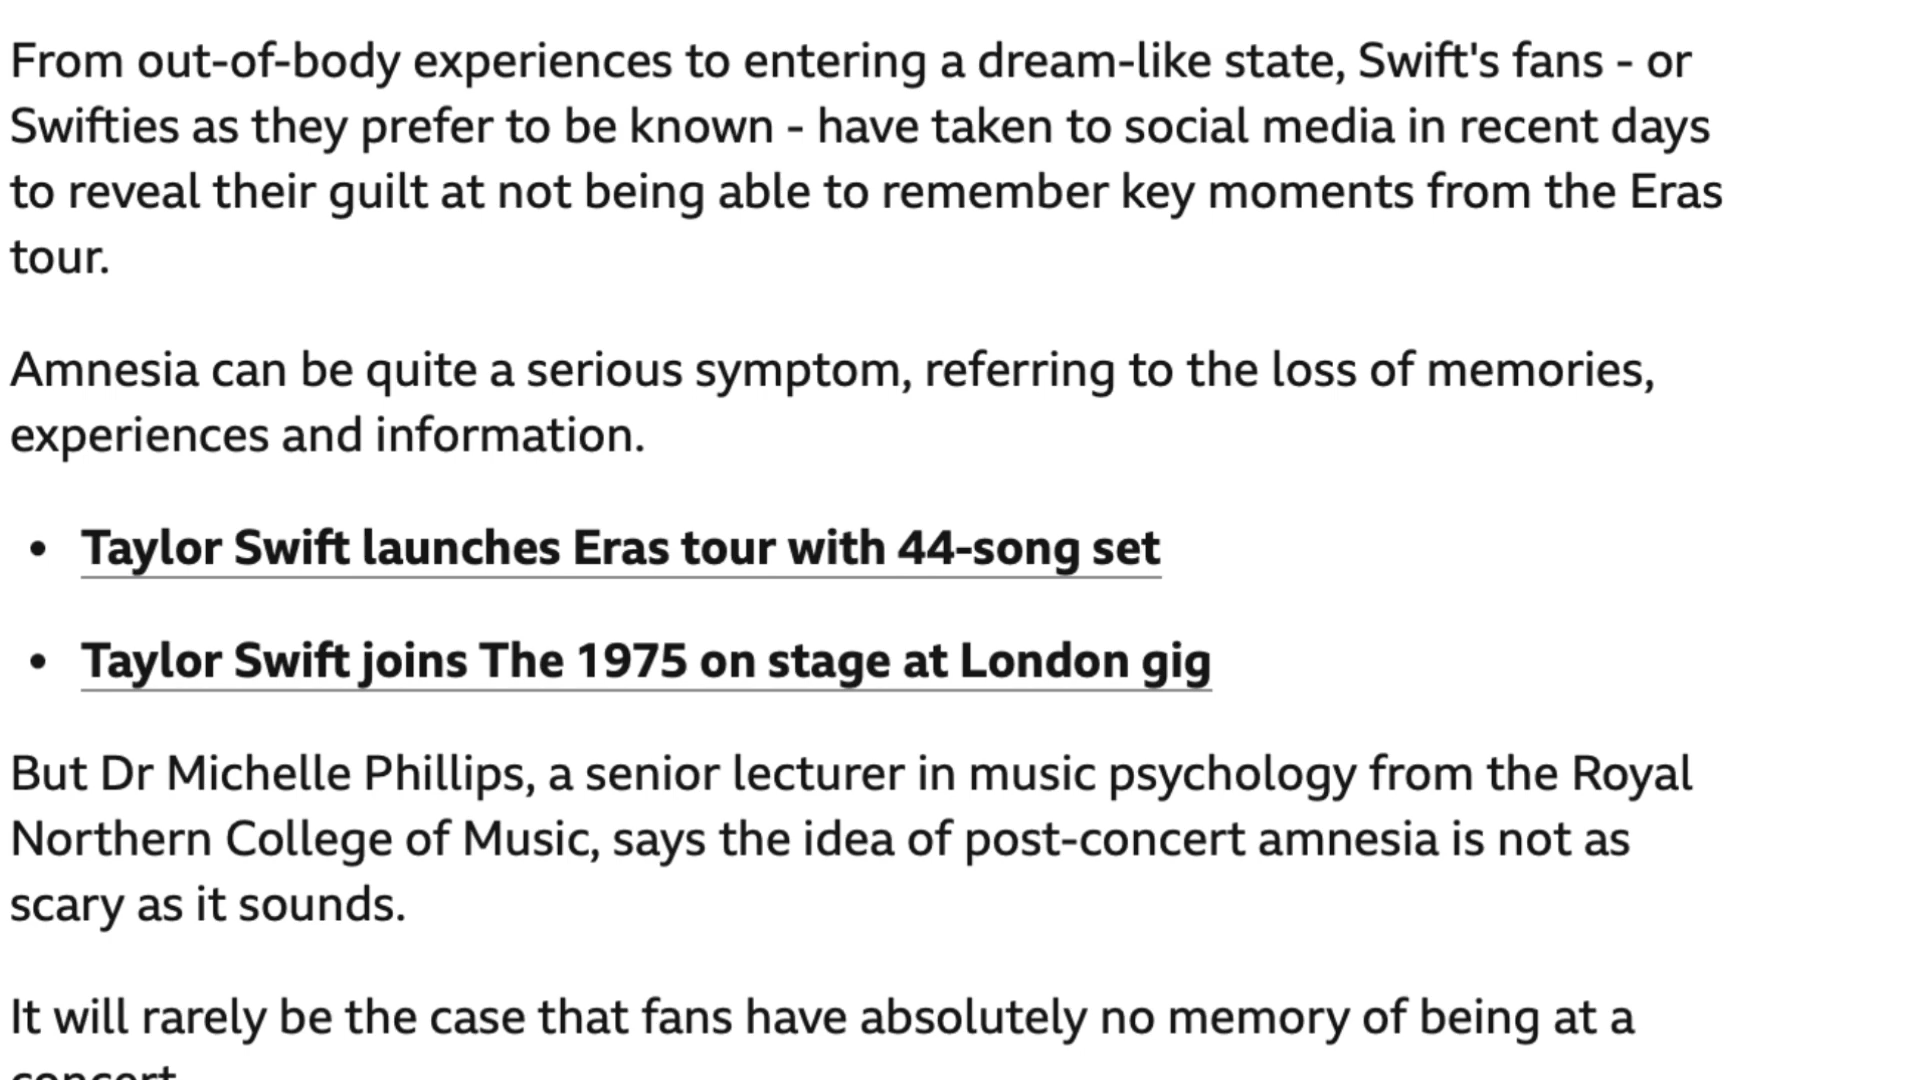 From out-of-body experiences to entering a dream-like state, Swift's fans - or
Swifties as they prefer to be known - have taken to social media in recent days
to reveal their guilt at not being able to remember key moments from the Eras
tour.
Amnesia can be quite a serious symptom, referring to the loss of memories,
experiences and information.
• Taylor Swift launches Eras tour with 44-song set
• Taylor Swift joins The 1975 on stage at London gig
But Dr Michelle Phillips, a senior lecturer in music psychology from the Royal
Northern College of Music, says the idea of post-concert amnesia is not as
scary as it sounds.
It will rarely be the case that fans have absolutely no memory of being at a
concert